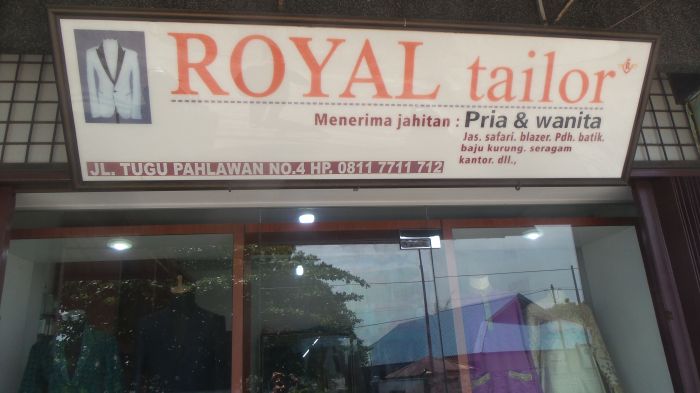 ROYAL tailor
Menerima jahitan : Pria & wanita
Jas. safari. blazer. Pdh. batik.
baju kurung. seragam
kantor. dll.,
JL. TUGU PAHLAWAN NO.4 HP. 0811 7711 712